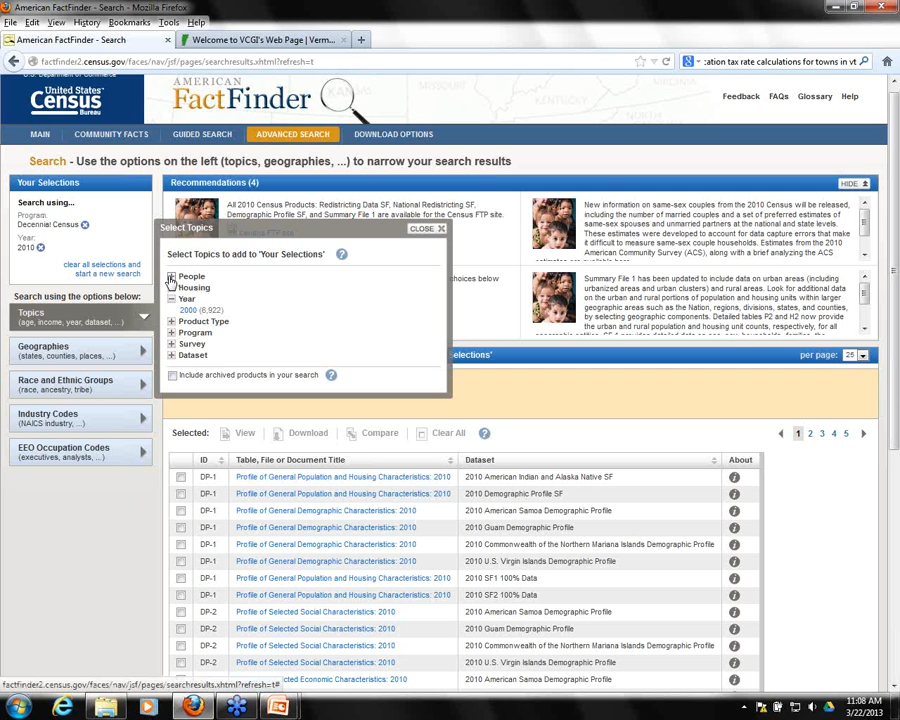 American FactFinder - Search - Mozilla Firefox
File Edit View History Bookmarks Tools Help
American FactFinder - Search
Welcome to VCGI's Web Page | Verm...
factfinder2.census.gov/faces/nav/jsf/pages/searchresults.xhtml?refresh=t
:ation tax rate calculations for towns in vt
U.S. Department of Commerce
United States®
Census
Bureau
AMERICAN
FactFinder
Feedback FAQs Glossary Help
MAIN COMMUNITY FACTS GUIDED SEARCH ADVANCED SEARCH DOWNLOAD OPTIONS
Search - Use the options on the left (topics, geographies, ...) to narrow your search results
Your Selections
Search using...
Program:
Decennial Census
Year:
2010
clear all selections and
start a new search
Search using the options below:
Topics
(age, income, year, dataset, ...)
Geographies
(states, counties, places, ...)
Race and Ethnic Groups
(race, ancestry, tribe)
Industry Codes
(NAICS industry, ...)
EEO Occupation Codes
(executives, analysts, ...)
Recommendations (4)
HIDE
All 2010 Census Products: Redistricting Data SF, National Redistricting SF,
Demographic Profile SF, and Summary File 1 are available for the Census FTP site.
New information on same-sex couples from the 2010 Census will be released,
including the number of married couples and a set of preferred estimates of
same-sex spouses and unmarried partners at the national and state levels.
These estimates were developed to account for data capture errors that make
it difficult to measure same-sex couple households. Estimates from the 2010
American Community Survey (ACS), along with a brief analyzing the ACS
choices below
Summary File 1 has been updated to include data on urban areas (including
urbanized areas and urban clusters) and rural areas. Look for additional data
on the urban and rural portions of population and housing units within larger
geographic areas such as the Nation, regions, divisions, states, and counties,
by selecting geographic components. Detailed tables P2 and H2 now provide
urban and rural population and housing unit counts, respectively, for all
Select Topics
CLOSE
Select Topics to add to 'Your Selections'
People
Housing
Year
2000 (6,922)
Product Type
Program
Survey
Dataset
Include archived products in your search
Selections'
per page: 25
Selected: View Download Compare Clear All
1 2 3 4 5
ID Table, File or Document Title Dataset About
DP-1 Profile of General Population and Housing Characteristics: 2010 2010 American Indian and Alaska Native SF
DP-1 Profile of General Population and Housing Characteristics: 2010 2010 Demographic Profile SF
DP-1 Profile of General Demographic Characteristics: 2010 2010 American Samoa Demographic Profile
DP-1 Profile of General Demographic Characteristics: 2010 2010 Guam Demographic Profile
DP-1 Profile of General Demographic Characteristics: 2010 2010 Commonwealth of the Northern Mariana Islands Demographic Profile
DP-1 Profile of General Demographic Characteristics: 2010 2010 U.S. Virgin Islands Demographic Profile
DP-1 Profile of General Population and Housing Characteristics: 2010 2010 SF1 100% Data
DP-1 Profile of General Population and Housing Characteristics: 2010 2010 SF2 100% Data
DP-2 Profile of Selected Social Characteristics: 2010 2010 American Samoa Demographic Profile
DP-2 Profile of Selected Social Characteristics: 2010 2010 Guam Demographic Profile
DP-2 Profile of Selected Social Characteristics: 2010 2010 Commonwealth of the Northern Mariana Islands Demographic Profile
DP-2 Profile of Selected Social Characteristics: 2010 2010 U.S. Virgin Islands Demographic Profile
Economic Characteristics: 2010 2010 American Samoa Demographic Profile
factfinder2.census.gov/faces/nav/jsf/pages/searchresults.xhtml?refresh=t#
11:08 AM
3/22/2013